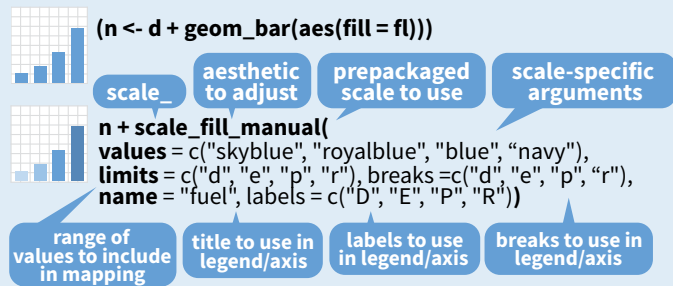 (n <- d + geom_bar(aes(fill = fl)))
scale_
aesthetic
to adjust
prepackaged
scale to use
scale-specific
arguments
n + scale_fill_manual(
values = c("skyblue", "royalblue", "blue", “navy"),
limits = c("d", "e", "p", "r"), breaks =c("d", "e", "p", “r"),
name = "fuel", labels = c("D", "E", "P", "R"))
range of
values to include
in mapping
title to use in
legend/axis
labels to use
in legend/axis
breaks to use in
legend/axis